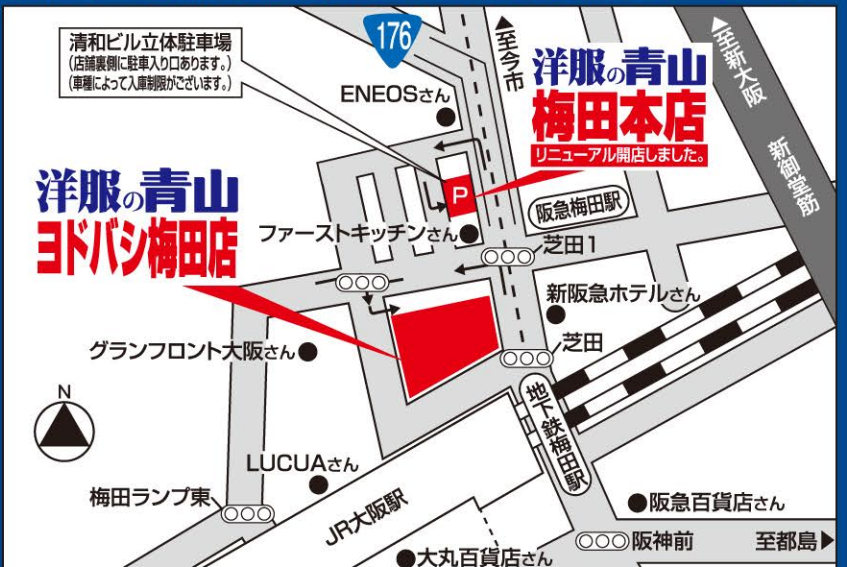 176
清和ビル立体駐車場
(店舗裏側に駐車入り口あります。)
(車種によって入庫制限がございます。)
▲至今市
▲至新大阪
新御堂筋
ENEOSさん
洋服の青山
梅田本店
リニューアル開店しました。
P
阪急梅田駅
洋服の青山
ヨドバシ梅田店
ファーストキッチンさん
芝田1
新阪急ホテルさん
芝田
グランフロント大阪さん
地下鉄梅田駅
N
LUCUAさん
梅田ランプ東
JR大阪駅
阪急百貨店さん
阪神前
至都島▶
大丸百貨店さん